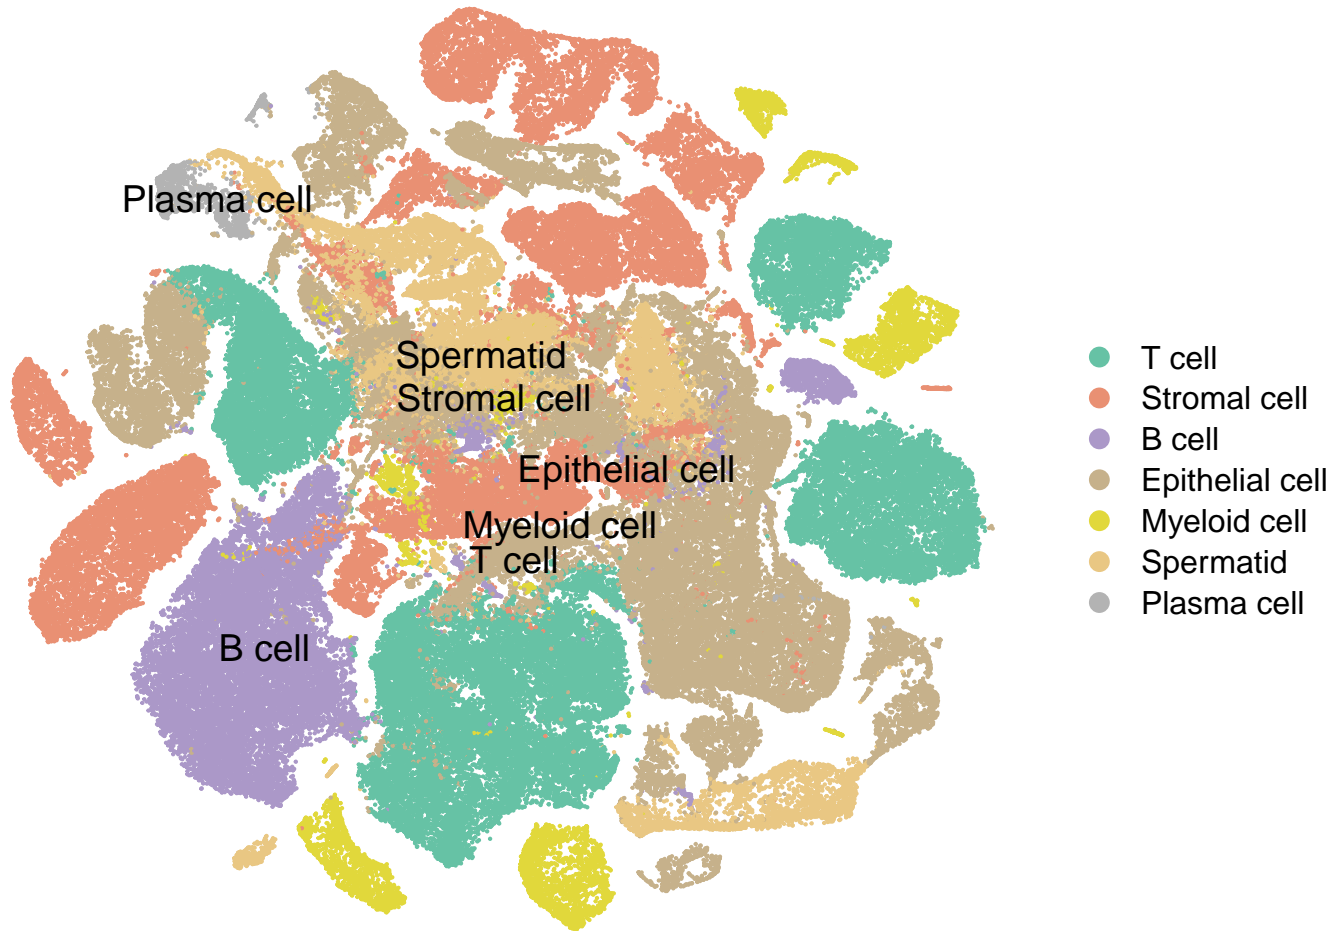 Plasma cell
Spermatid
Stromal cell
Epithelial cell
Myeloid cell
T cell
B cell
T cell
Stromal cell
B cell
Epithelial cell
Myeloid cell
Spermatid
Plasma cell